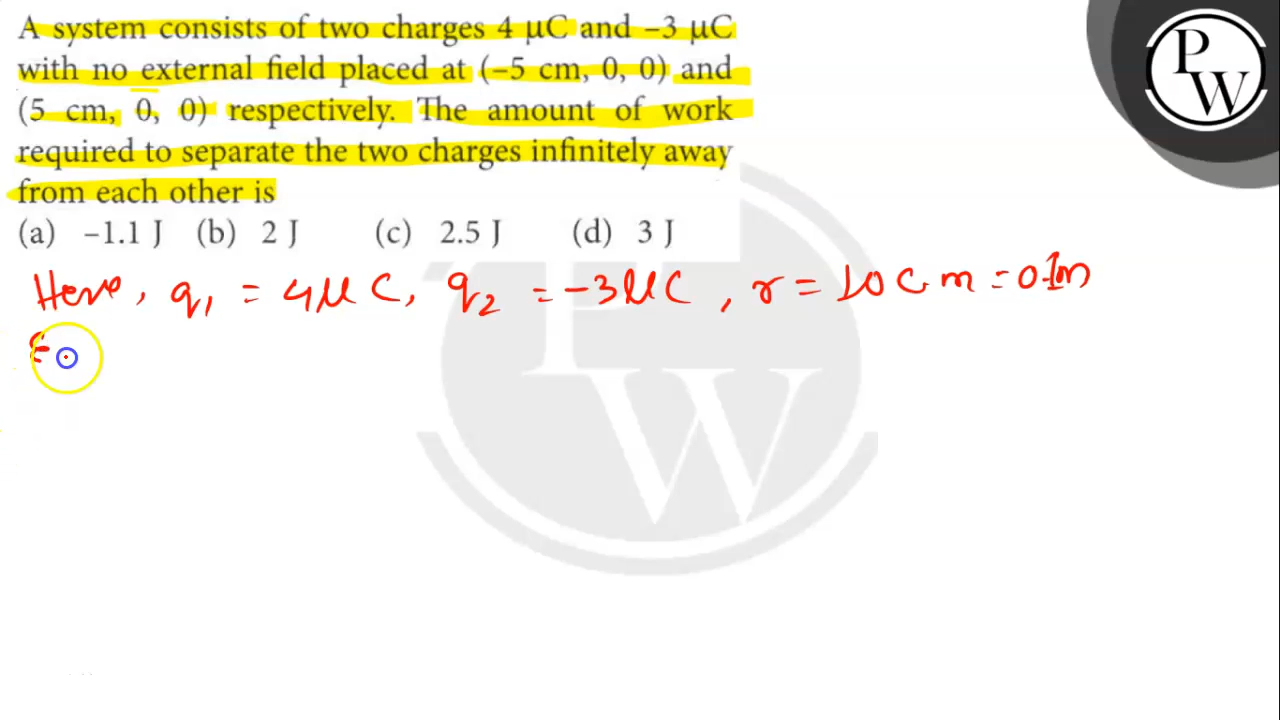 A system consists of two charges 4 μC and −3 μC
with no external field placed at (−5 cm, 0, 0) and
(5 cm, 0, 0) respectively. The amount of work
required to separate the two charges infinitely away
from each other is
(a) −1.1 J (b) 2 J (c) 2.5 J (d) 3 J
Here, q₁ = 4μC, q₂ = −3μC, r = 10cm = 0.1m
P
W
P
W